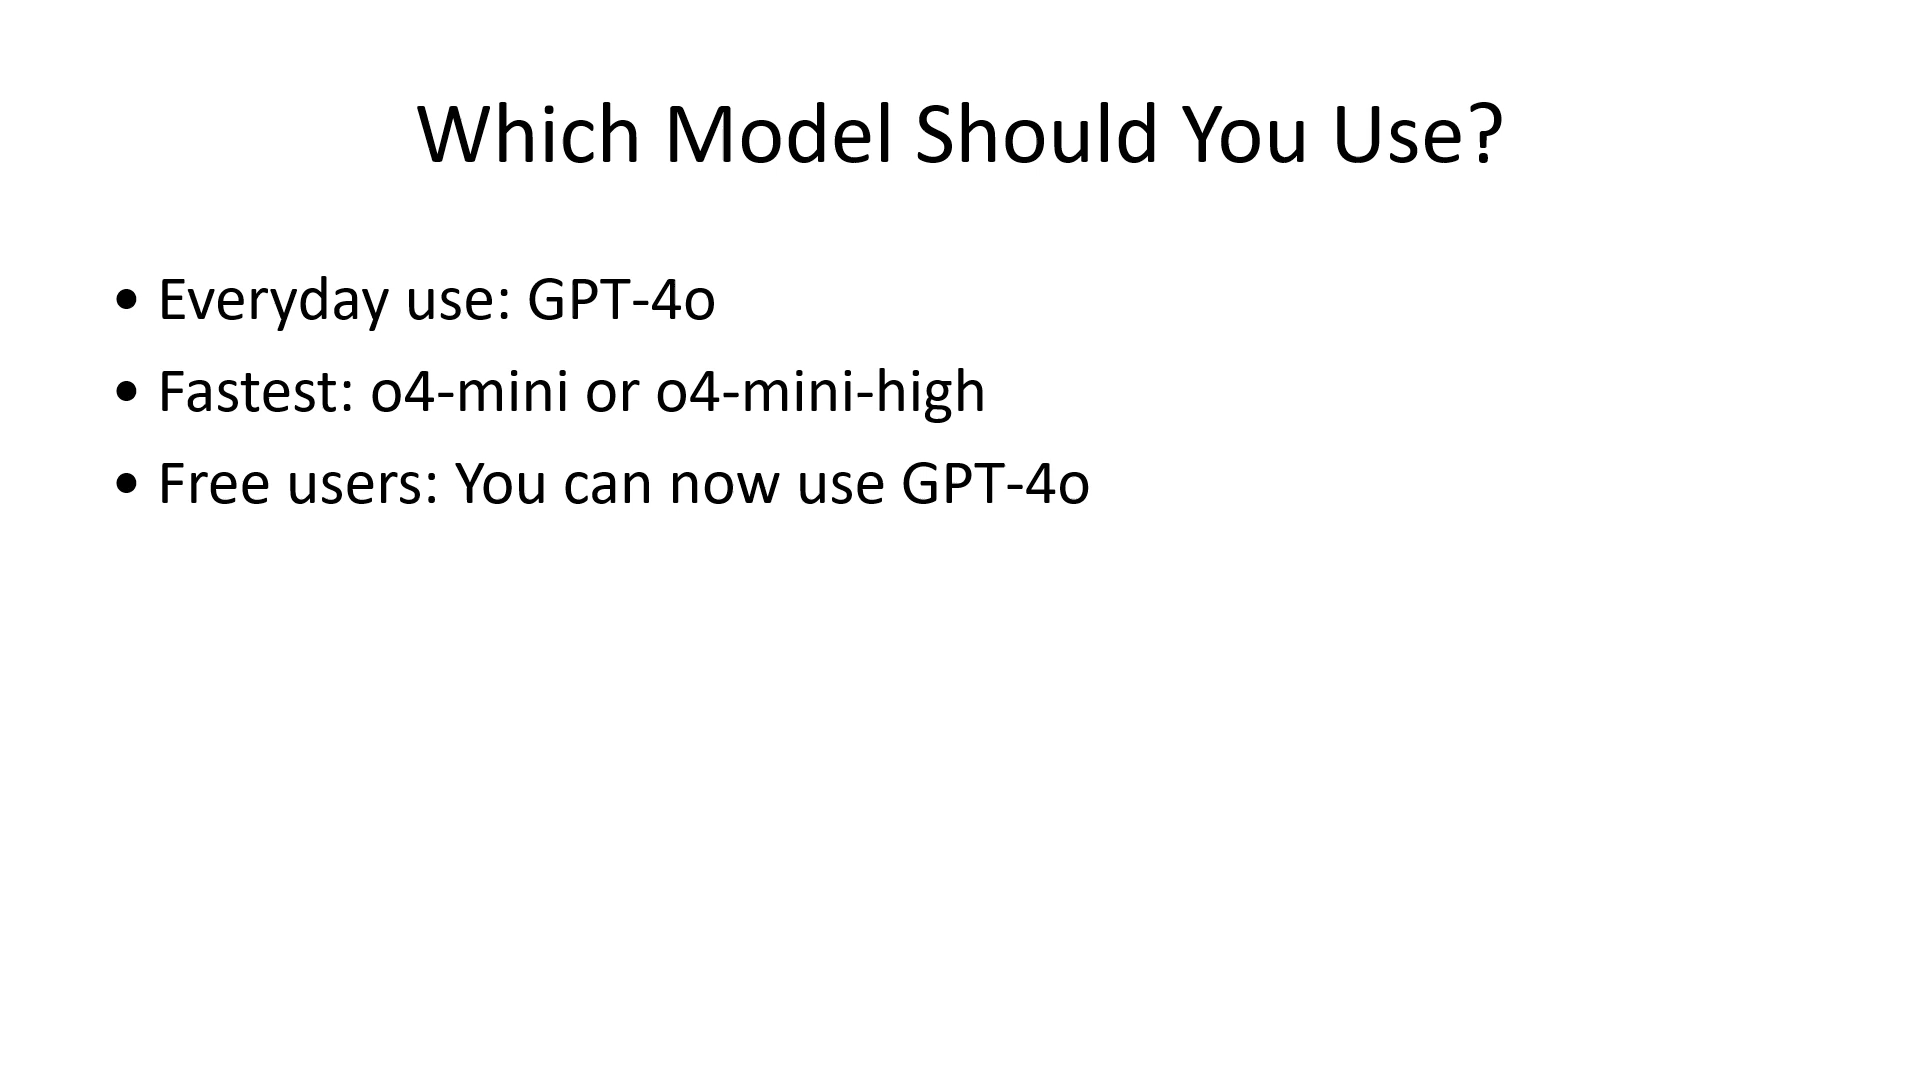 Which Model Should You Use?
• Everyday use: GPT-4o
• Fastest: o4-mini or o4-mini-high
• Free users: You can now use GPT-4o